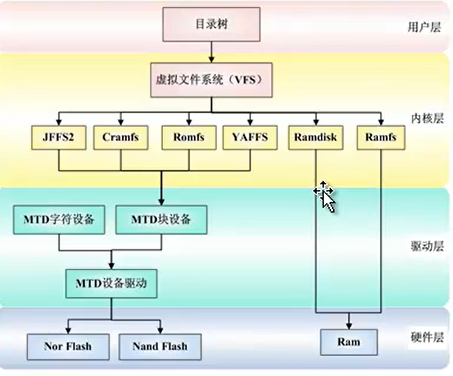 目录树
用户层
虚拟文件系统（VFS）
内核层
JFFS2 Cramfs Romfs YAFFS Ramdisk Ramfs
MTD字符设备 MTD块设备
驱动层
MTD设备驱动
Nor Flash Nand Flash Ram 硬件层